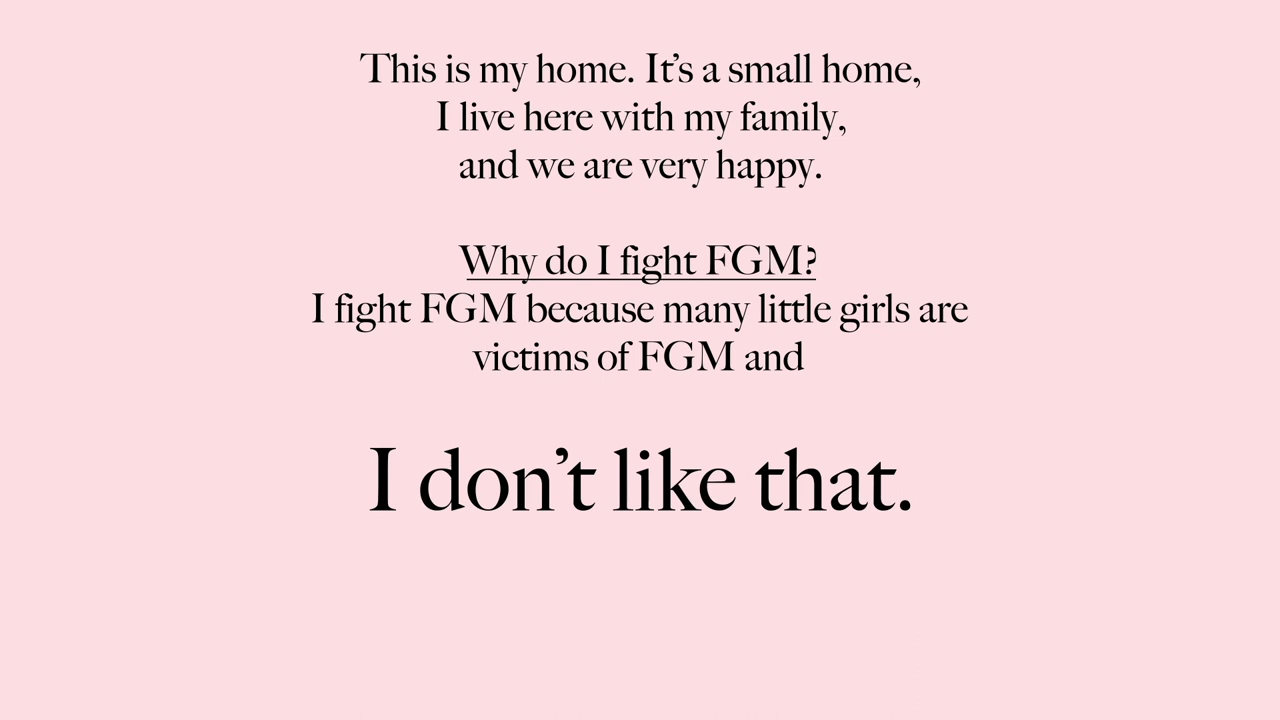 This is my home. It’s a small home,
I live here with my family,
and we are very happy.
Why do I fight FGM?
I fight FGM because many little girls are
victims of FGM and
I don’t like that.